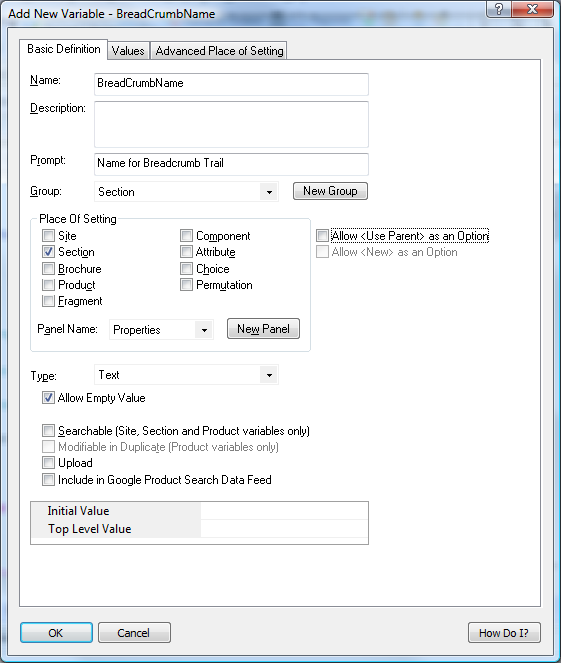 Add New Variable - BreadCrumbName
Basic Definition Values Advanced Place of Setting
Name: BreadCrumbName
Description:
Prompt: Name for Breadcrumb Trail
Group: Section New Group
Place Of Setting
Site Component Allow <Use Parent> as an Option
Section Attribute Allow <New> as an Option
Brochure Choice
Product Permutation
Fragment
Panel Name: Properties New Panel
Type: Text
Allow Empty Value
Searchable (Site, Section and Product variables only)
Modifiable in Duplicate (Product variables only)
Upload
Include in Google Product Search Data Feed
Initial Value
Top Level Value
OK Cancel How Do I?